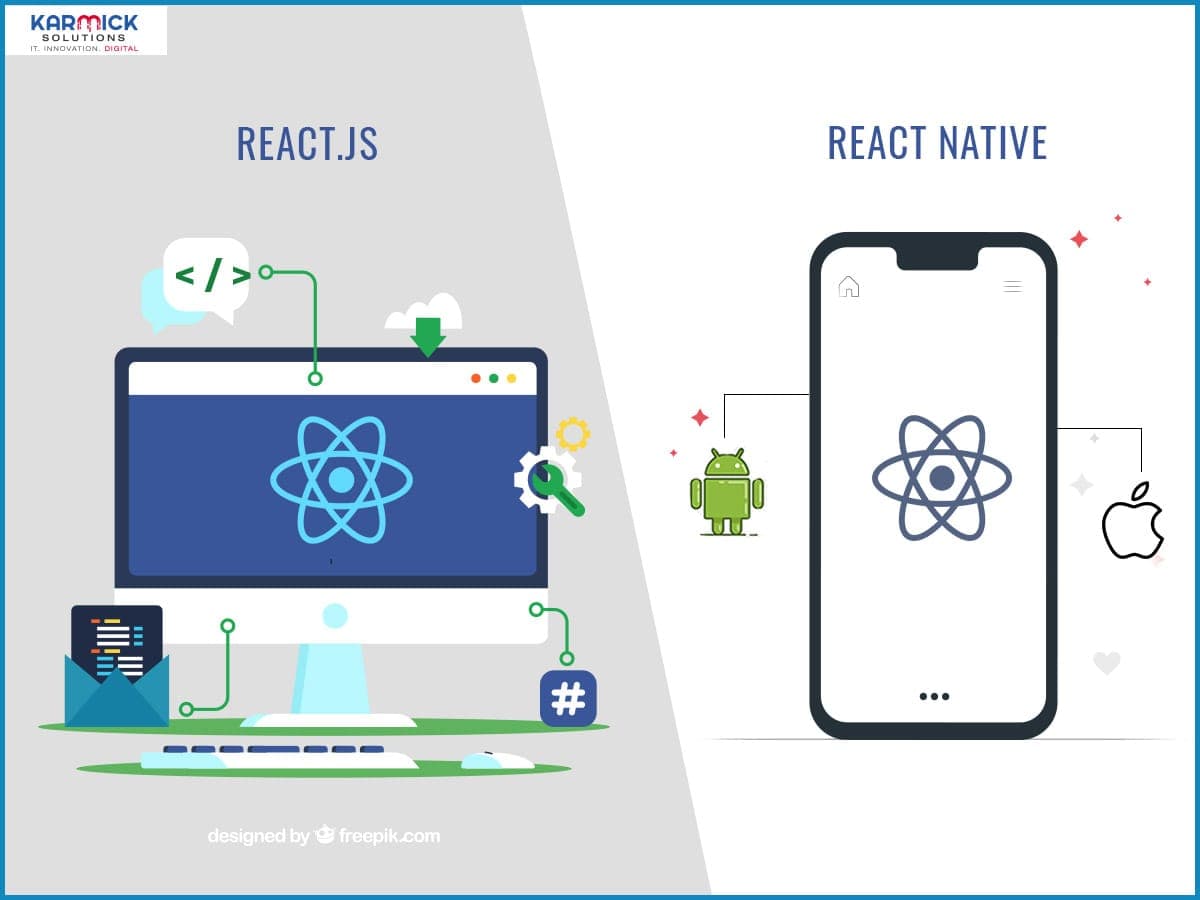 KARMICK
SOLUTIONS
IT. INNOVATION. DIGITAL
REACT.JS
REACT NATIVE
</>
#
designed by freepik.com